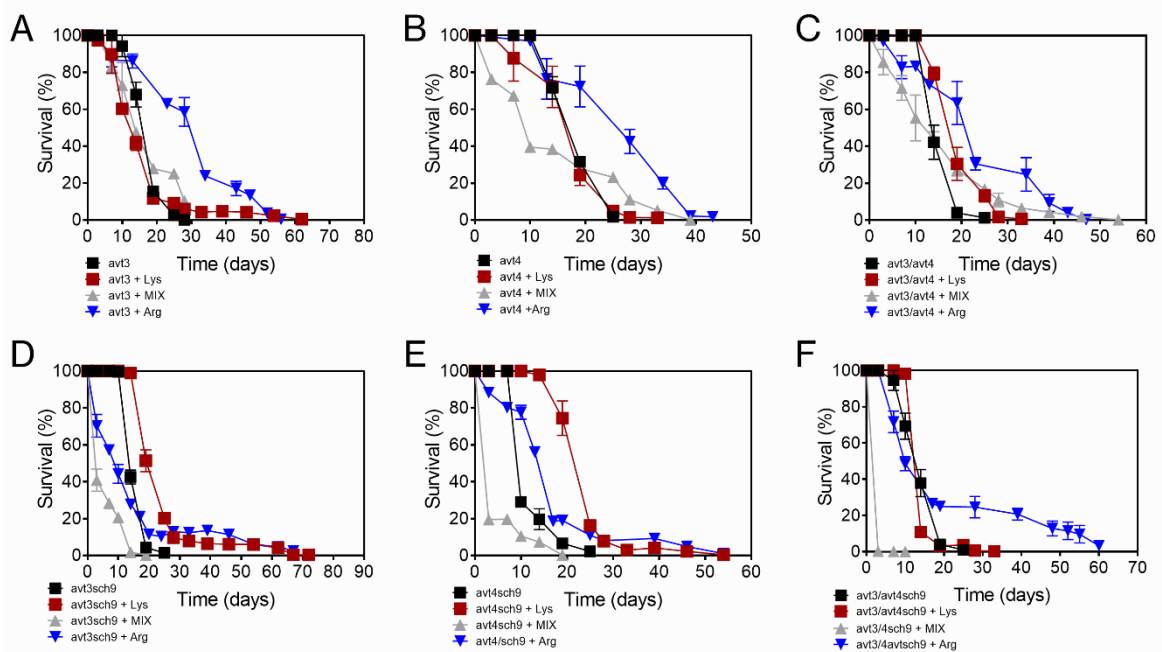 A
Survival (%)
100
80
60
40
20
0
0 10 20 30 40 50 60 70 80
Time (days)
avt3
avt3 + Lys
avt3 + MIX
avt3 + Arg
B
Survival (%)
100
80
60
40
20
0
0 10 20 30 40 50
Time (days)
avt4
avt4 + Lys
avt4 + MIX
avt4 +Arg
C
Survival (%)
100
80
60
40
20
0
0 10 20 30 40 50 60
Time (days)
avt3/avt4
avt3/avt4 + Lys
avt3/avt4 + MIX
avt3/avt4 + Arg
D
Survival (%)
100
80
60
40
20
0
0 10 20 30 40 50 60 70 80
Time (days)
avt3sch9
avt3sch9 + Lys
avt3sch9 + MIX
avt3sch9 + Arg
E
Survival (%)
100
80
60
40
20
0
0 10 20 30 40 50 60
Time (days)
avt4sch9
avt4sch9 + Lys
avt4sch9 + MIX
avt4/sch9 + Arg
F
Survival (%)
100
80
60
40
20
0
0 10 20 30 40 50 60 70
Time (days)
avt3/avt4sch9
avt3/avt4sch9 + Lys
avt3/4sch9 + MIX
avt3/4avtsch9 + Arg